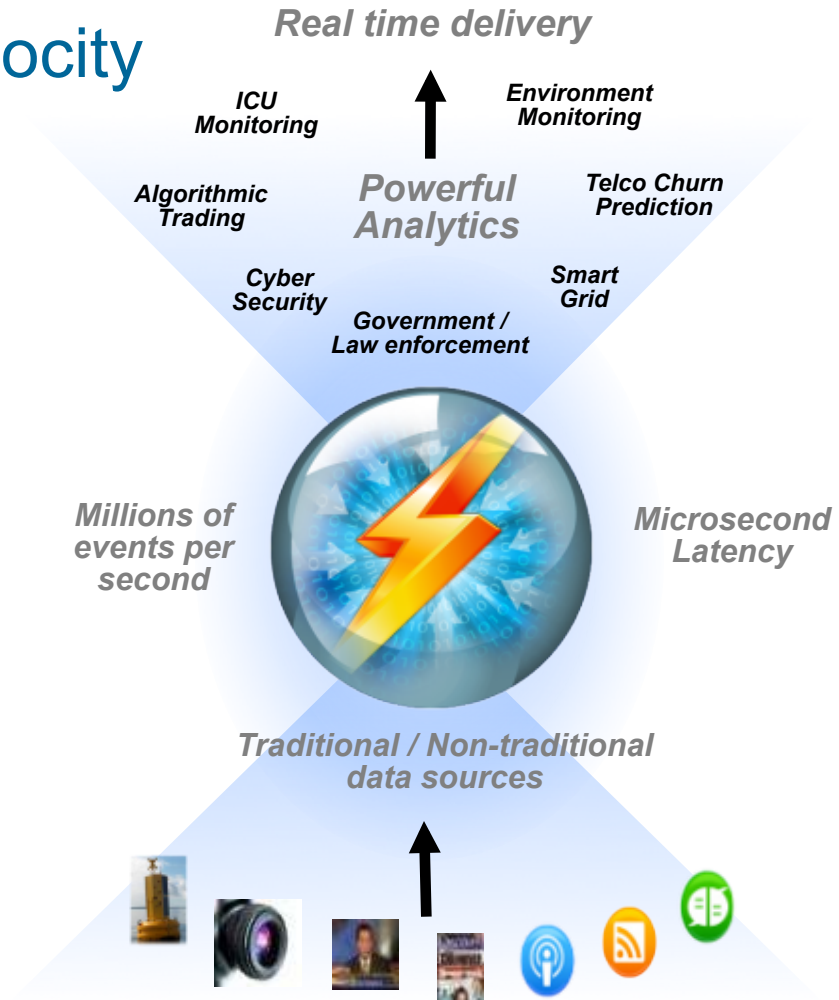 Real time delivery
ocity
ICU
Monitoring
Environment
Monitoring
Algorithmic
Trading
Powerful
Analytics
Telco Churn
Prediction
Cyber
Security
Smart
Grid
Government /
Law enforcement
Millions of
events per
second
Microsecond
Latency
Traditional / Non-traditional
data sources